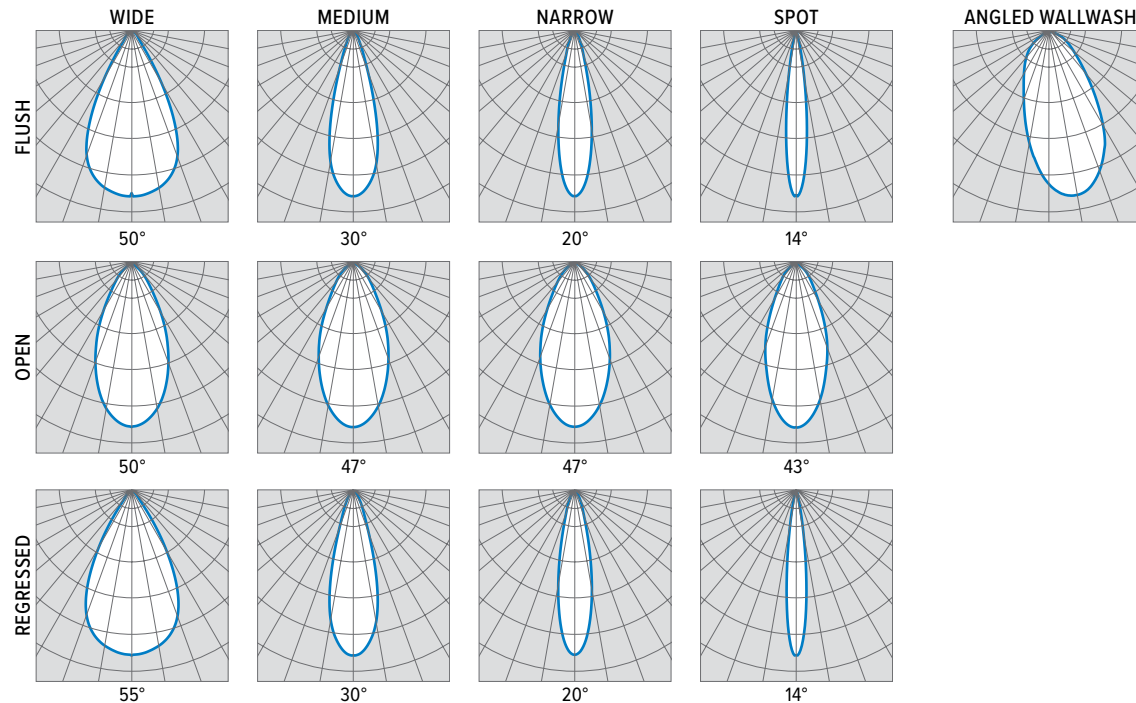 WIDE MEDIUM NARROW SPOT ANGLED WALLWASH
FLUSH
50° 30° 20° 14°
OPEN
50° 47° 47° 43°
REGRESSED
55° 30° 20° 14°